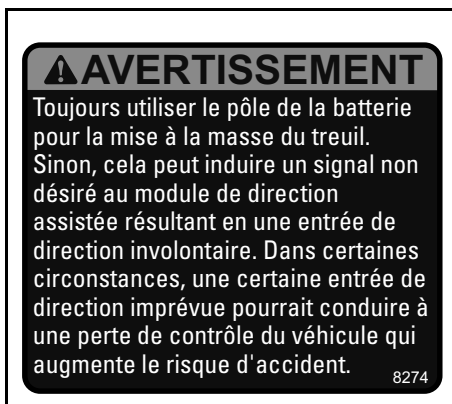 AVERTISSEMENT
Toujours utiliser le pôle de la batterie
pour la mise à la masse du treuil.
Sinon, cela peut induire un signal non
désiré au module de direction
assistée résultant en une entrée de
direction involontaire. Dans certaines
circonstances, une certaine entrée de
direction imprévue pourrait conduire à
une perte de contrôle du véhicule qui
augmente le risque d'accident.
8274